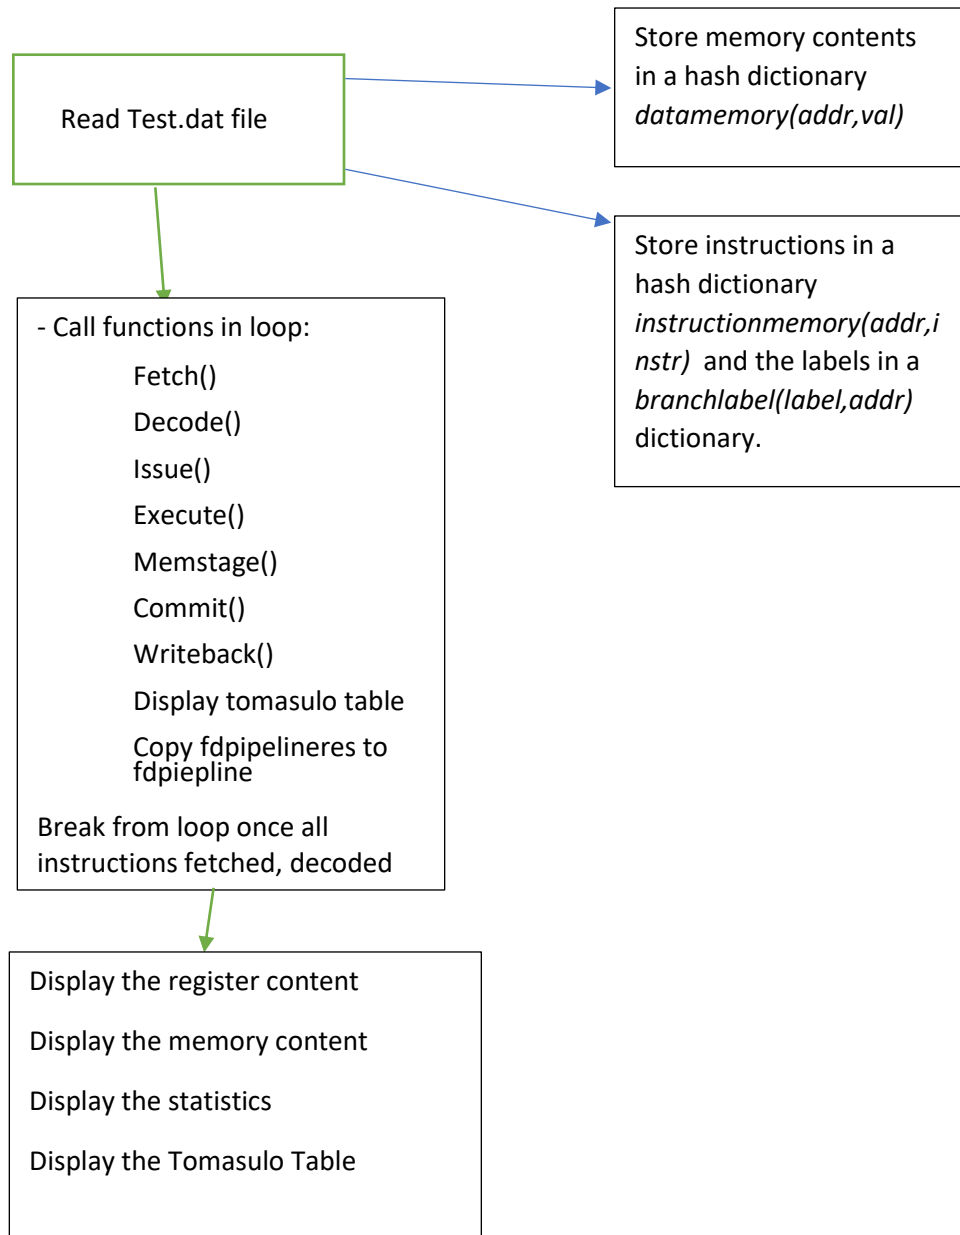 Read Test.dat file
Store memory contents
in a hash dictionary
datamemory(addr,val)
Store instructions in a
hash dictionary
instructionmemory(addr,i
nstr) and the labels in a
branchlabel(label,addr)
dictionary.
- Call functions in loop:
Fetch()
Decode()
Issue()
Execute()
Memstage()
Commit()
Writeback()
Display tomasulo table
Copy fdpipelineres to
fdpiepline
Break from loop once all
instructions fetched, decoded
Display the register content
Display the memory content
Display the statistics
Display the Tomasulo Table